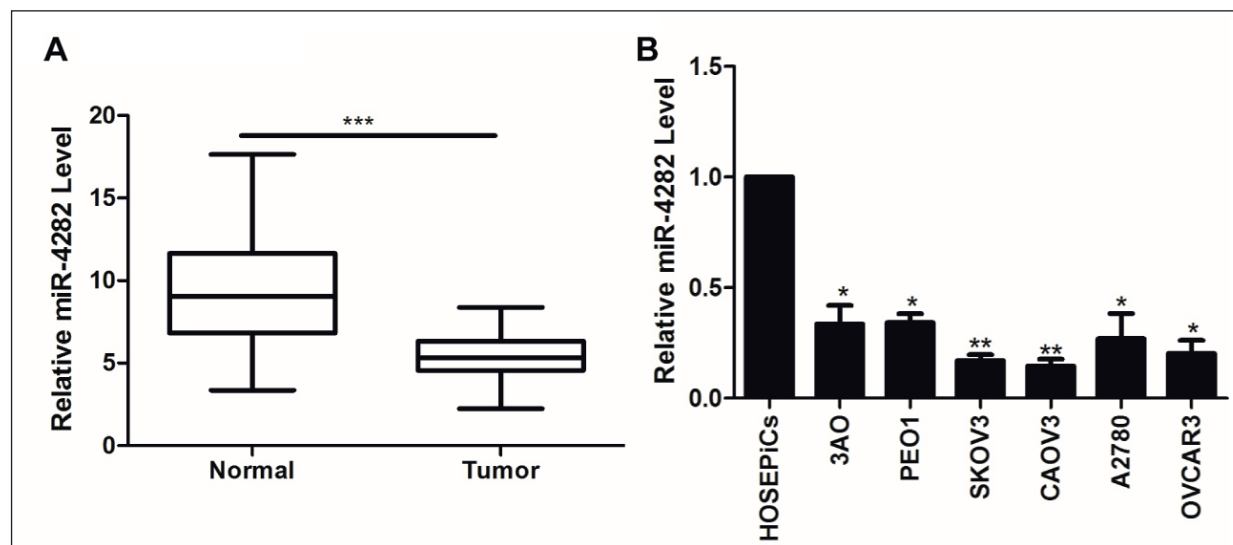 A
Relative miR-4282 Level
20
15
10
5
0
***
Normal
Tumor
B
Relative miR-4282 Level
1.5
1.0
0.5
0.0
*
*
**
**
*
*
HOSEPiCs
3AO
PEO1
SKOV3
CAOV3
A2780
OVCAR3